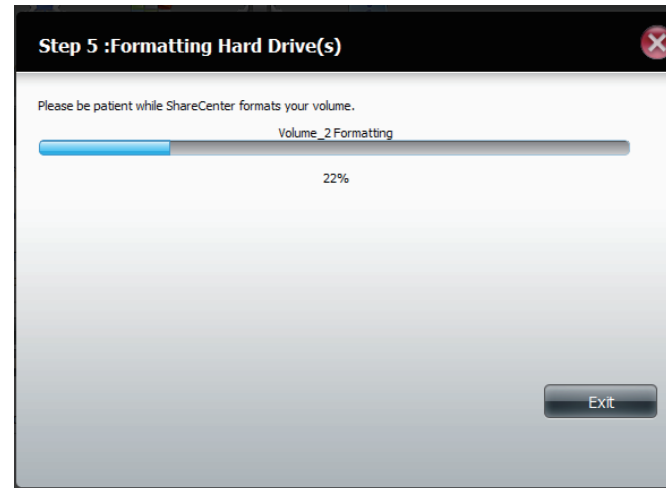 Step 5 :Formatting Hard Drive(s)
Please be patient while ShareCenter formats your volume.
Volume_2 Formatting
22%
Exit